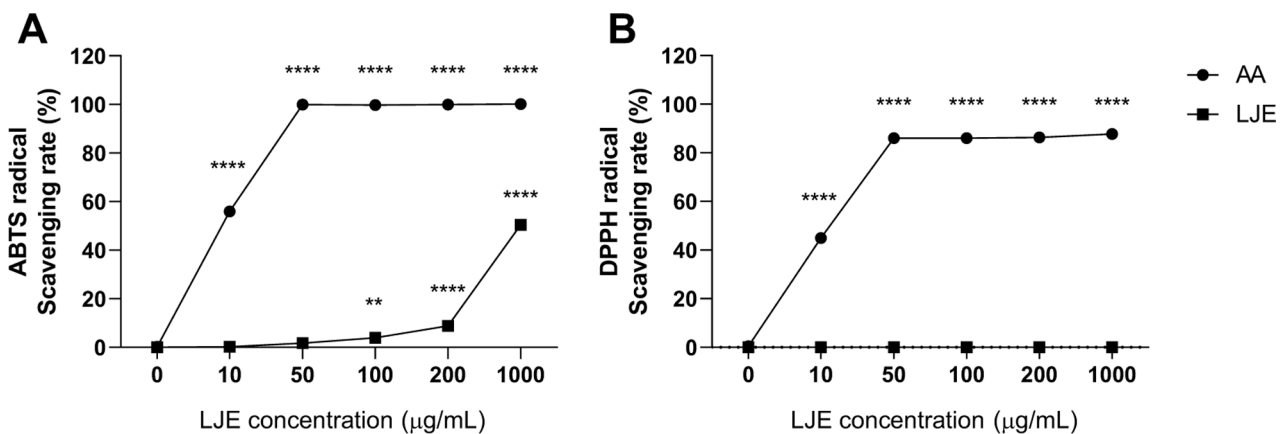 A
ABTS radical
Scavenging rate (%)
120
100
80
60
40
20
0
****
****
****
****
****
**
****
****
0 10 50 100 200 1000
LJE concentration (μg/mL)
B
DPPH radical
Scavenging rate (%)
120
100
80
60
40
20
0
****
****
****
****
****
0 10 50 100 200 1000
LJE concentration (μg/mL)
AA
LJE